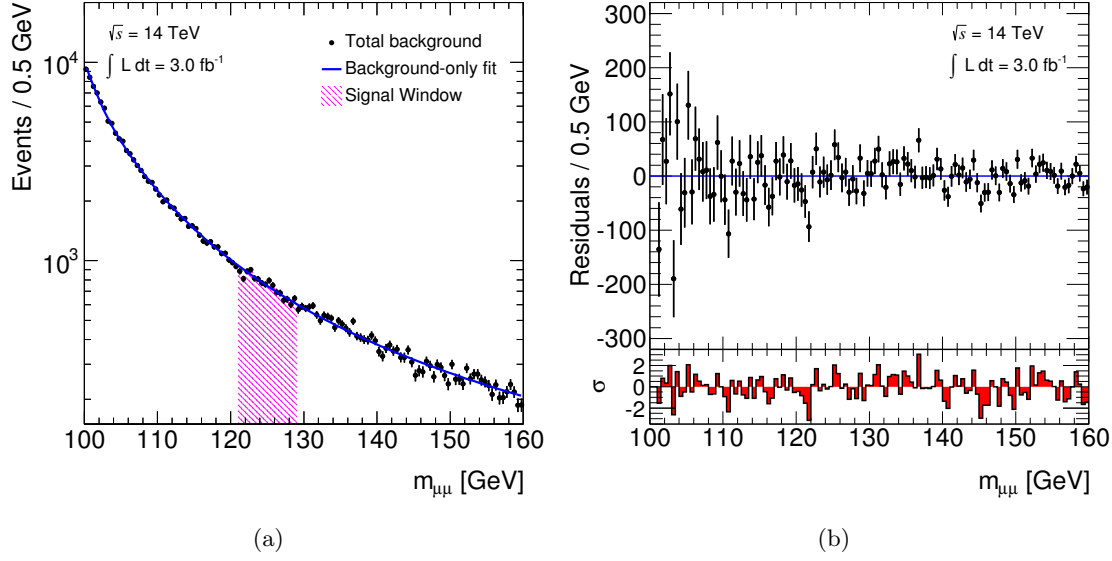 Events / 0.5 GeV
10⁴
10³
√s = 14 TeV
∫ L dt = 3.0 fb⁻¹
Total background
Background-only fit
Signal Window
100 110 120 130 140 150 160
mμμ [GeV]
(a)
Residuals / 0.5 GeV
300
200
100
0
-100
-200
-300
√s = 14 TeV
∫ L dt = 3.0 fb⁻¹
σ
2
0
-2
100 110 120 130 140 150 160
mμμ [GeV]
(b)